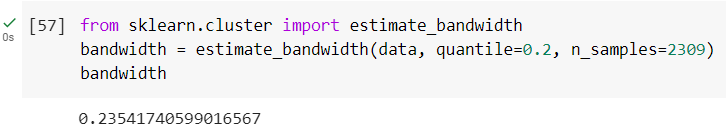 [57] from sklearn.cluster import estimate_bandwidth
0s
bandwidth = estimate_bandwidth(data, quantile=0.2, n_samples=2309)
bandwidth
0.23541740599016567